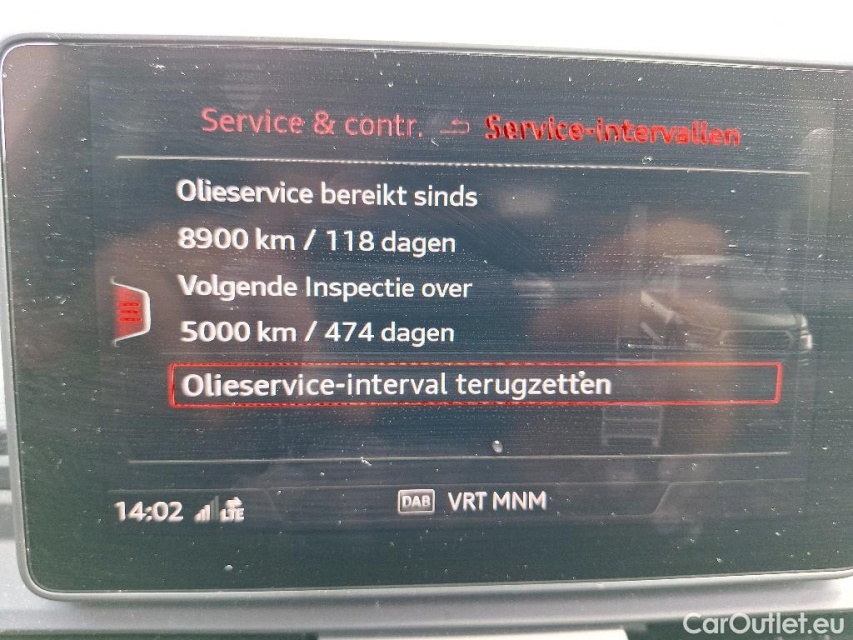 Service & contr. Service-intervallen
Olieservice bereikt sinds
8900 km / 118 dagen
Volgende Inspectie over
5000 km / 474 dagen
Olieservice-interval terugzetten
14:02 LTE DAB VRT MNM
CarOutlet.eu